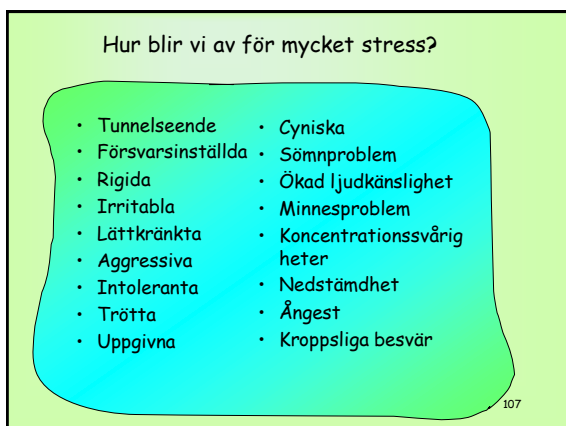 Hur blir vi av för mycket stress?
• Tunnelseende
• Försvarsinställda
• Rigida
• Irritabla
• Lättkränkta
• Aggressiva
• Intoleranta
• Trötta
• Uppgivna
• Cyniska
• Sömnproblem
• Ökad ljudkänslighet
• Minnesproblem
• Koncentrationssvårig
heter
• Nedstämdhet
• Ångest
• Kroppsliga besvär
107